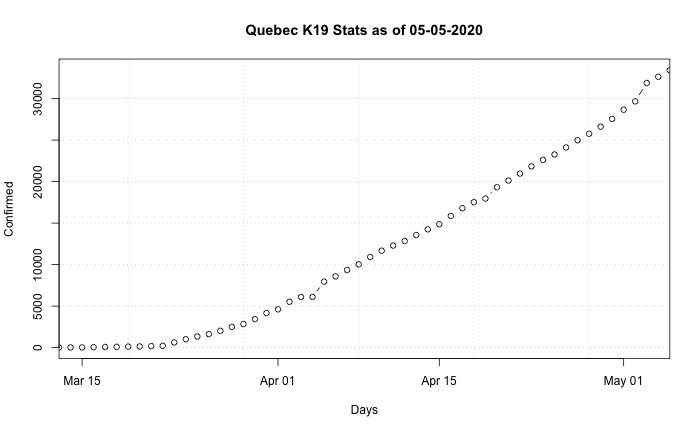 Quebec K19 Stats as of 05-05-2020
Confirmed
30000
20000
10000
5000
0
Mar 15 Apr 01 Apr 15 May 01
Days